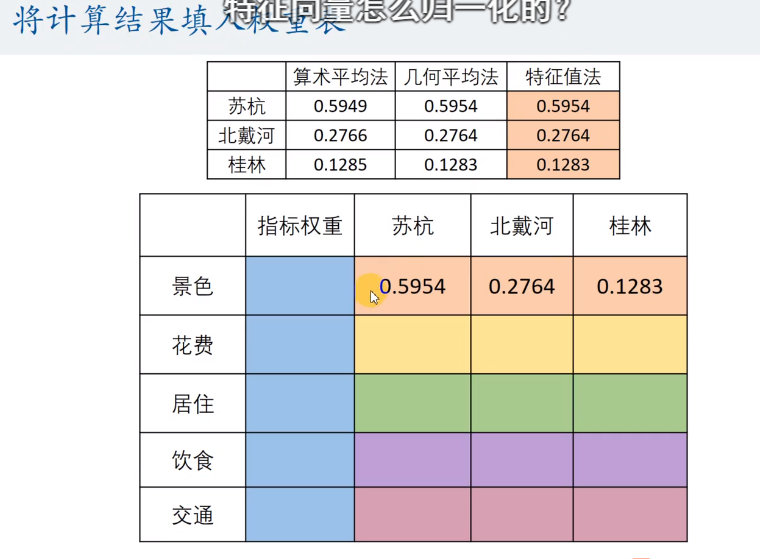 将计算结果填入权重表
特征向量怎么归一化的？
算术平均法 几何平均法 特征值法
苏杭 0.5949 0.5954 0.5954
北戴河 0.2766 0.2764 0.2764
桂林 0.1285 0.1283 0.1283
指标权重 苏杭 北戴河 桂林
景色 0.5954 0.2764 0.1283
花费
居住
饮食
交通